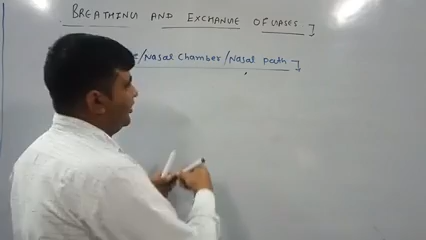 BREATHING AND EXCHANGE OF GASES
/Nasal Chamber/Nasal Path